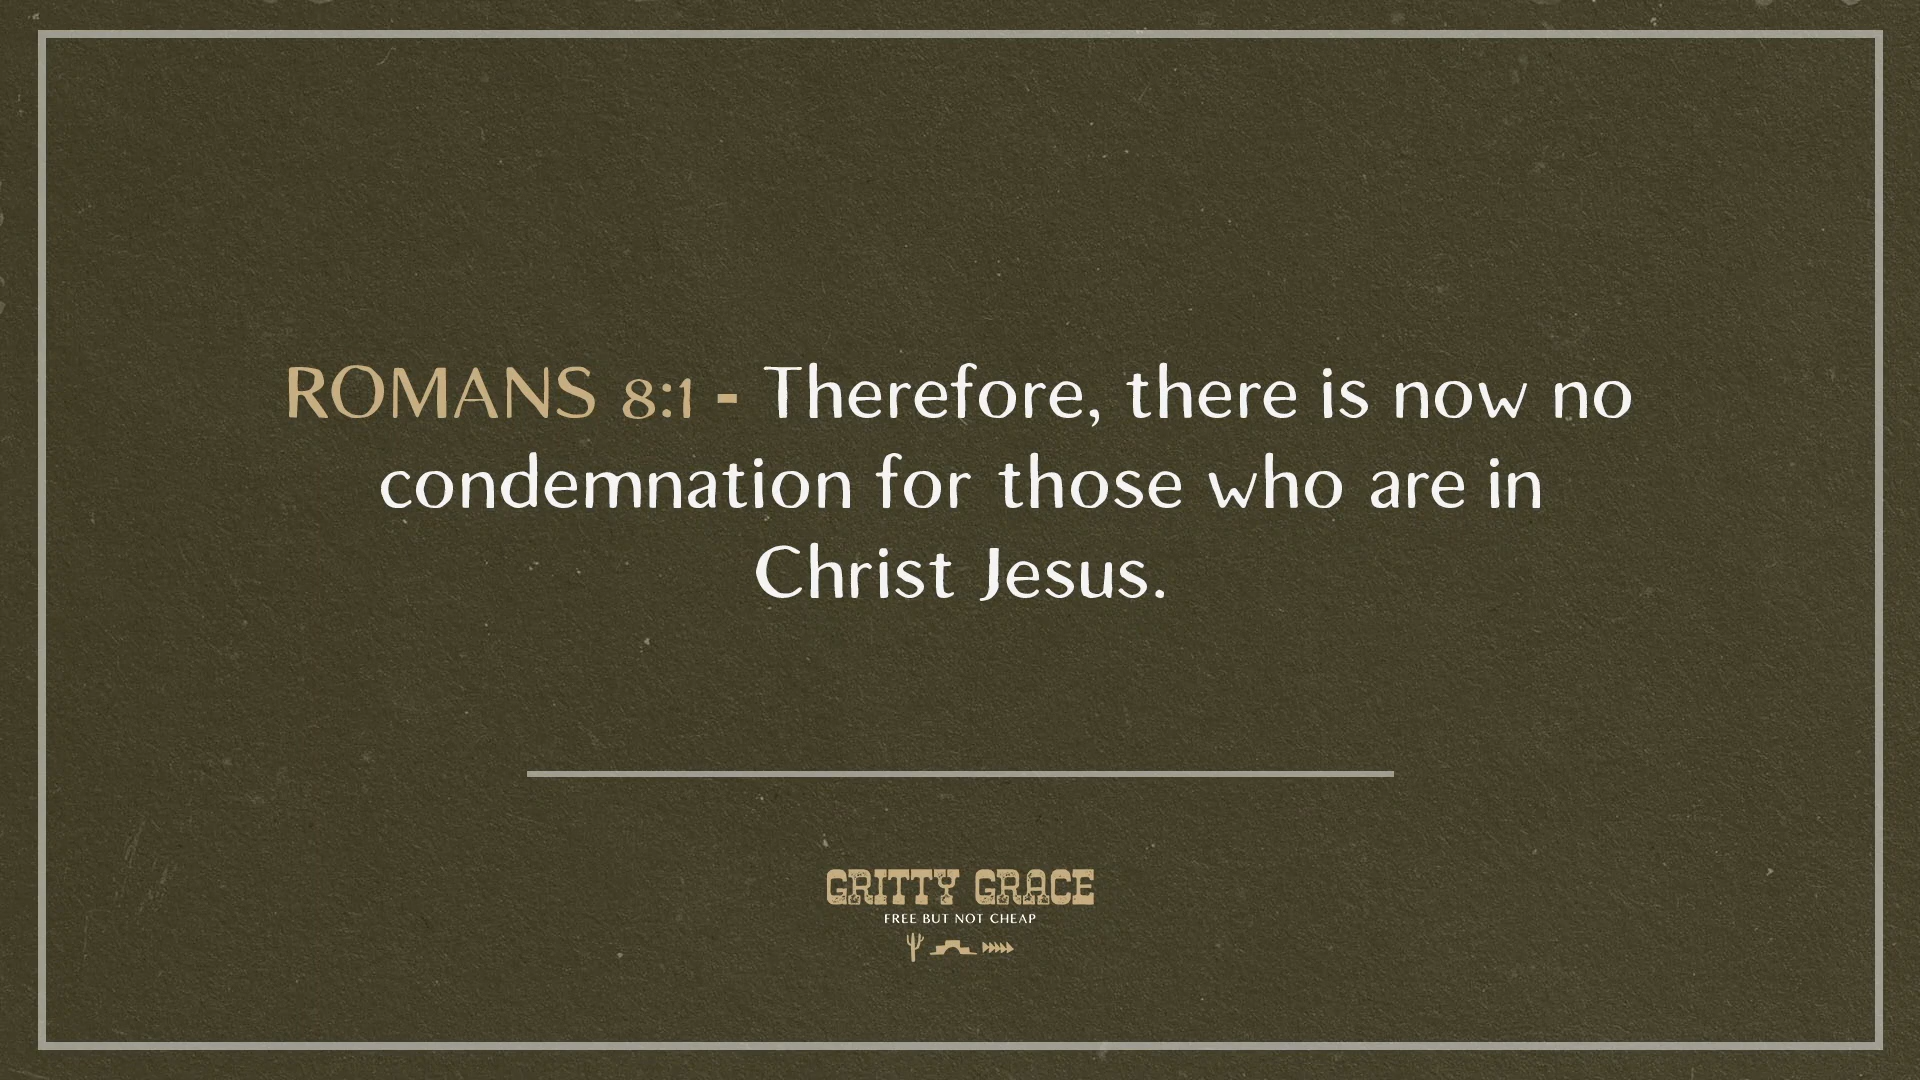 ROMANS 8:1 - Therefore, there is now no
condemnation for those who are in
Christ Jesus.
GRITTY GRACE
FREE BUT NOT CHEAP